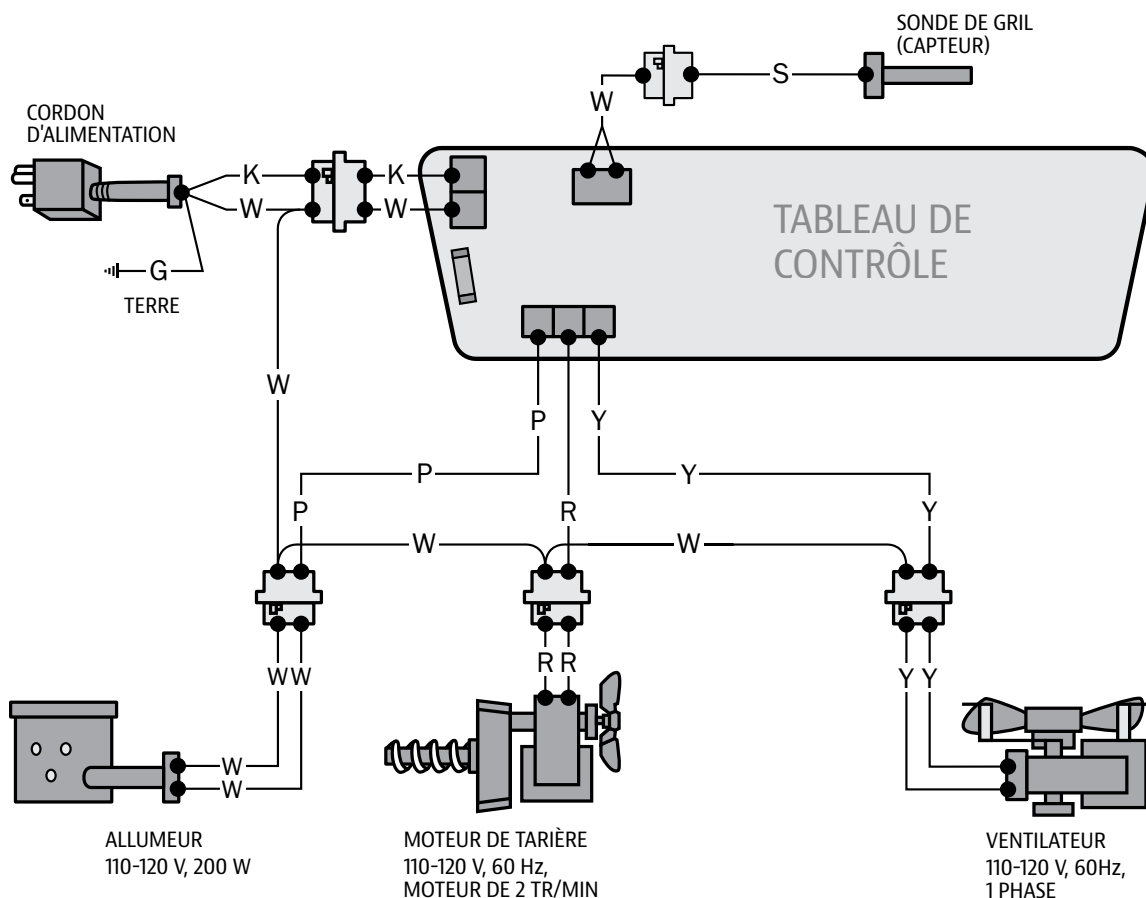 SONDE DE GRIL
(CAPTEUR)
S
W
CORDON
D'ALIMENTATION
K
K
W
W
TABLEAU DE
CONTRÔLE
G
TERRE
W
P
Y
P
Y
P
R
Y
W
W
W
W
R
R
Y
Y
W
W
ALLUMEUR
110-120 V, 200 W
MOTEUR DE TARIÈRE
110-120 V, 60 Hz,
MOTEUR DE 2 TR/MIN
VENTILATEUR
110-120 V, 60Hz,
1 PHASE